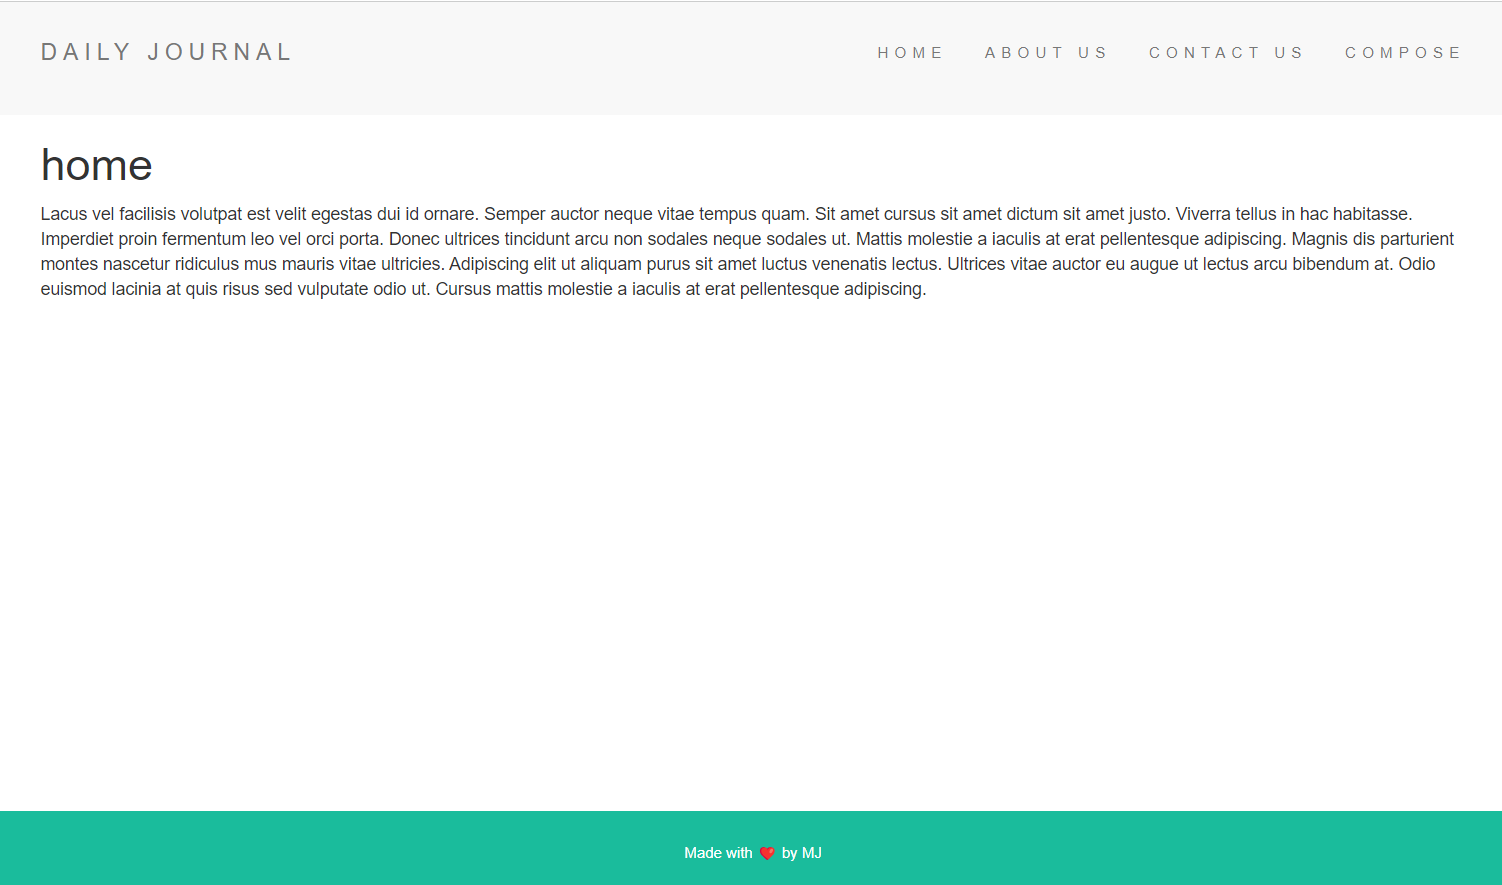 DAILY JOURNAL
HOME ABOUT US CONTACT US COMPOSE
home
Lacus vel facilisis volutpat est velit egestas dui id ornare. Semper auctor neque vitae tempus quam. Sit amet cursus sit amet dictum sit amet justo. Viverra tellus in hac habitasse.
Imperdiet proin fermentum leo vel orci porta. Donec ultrices tincidunt arcu non sodales neque sodales ut. Mattis molestie a iaculis at erat pellentesque adipiscing. Magnis dis parturient
montes nascetur ridiculus mus mauris vitae ultricies. Adipiscing elit ut aliquam purus sit amet luctus venenatis lectus. Ultrices vitae auctor eu augue ut lectus arcu bibendum at. Odio
euismod lacinia at quis risus sed vulputate odio ut. Cursus mattis molestie a iaculis at erat pellentesque adipiscing.
Made with ❤️ by MJ